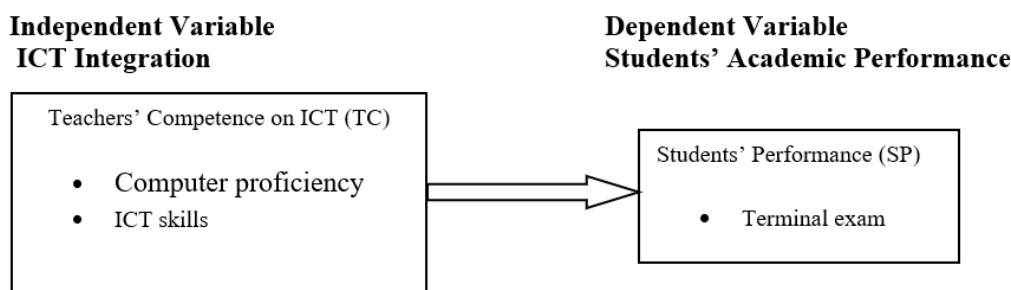 Independent Variable
ICT Integration
Dependent Variable
Students’ Academic Performance
Teachers’ Competence on ICT (TC)
• Computer proficiency
• ICT skills
Students’ Performance (SP)
• Terminal exam